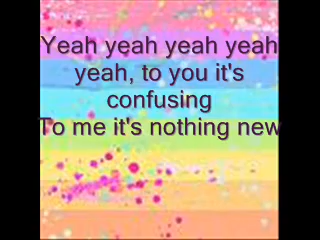 Yeah yeah yeah yeah
yeah, to you it's
confusing
To me it's nothing new